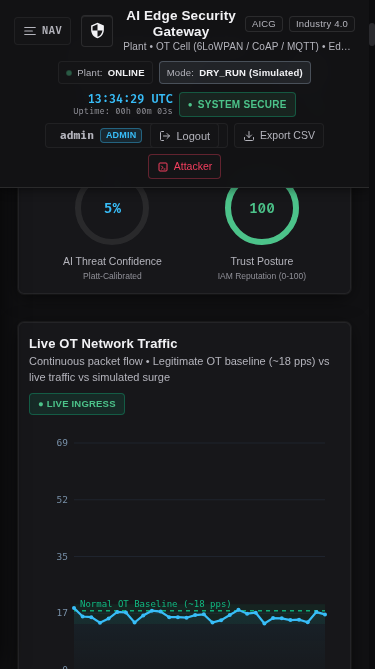 NAV
AI Edge Security
Gateway
AICG
Industry 4.0
Plant • OT Cell (6LoWPAN / CoAP / MQTT) • Ed…
Plant: ONLINE
Mode: DRY_RUN (Simulated)
13:34:29 UTC
Uptime: 00h 00m 03s
● SYSTEM SECURE
admin ADMIN
Logout
Export CSV
Attacker
5%
100
AI Threat Confidence
Trust Posture
Platt-Calibrated
IAM Reputation (0-100)
Live OT Network Traffic
Continuous packet flow • Legitimate OT baseline (~18 pps) vs
live traffic vs simulated surge
● LIVE INGRESS
69
52
35
Normal OT Baseline (~18 pps)
17